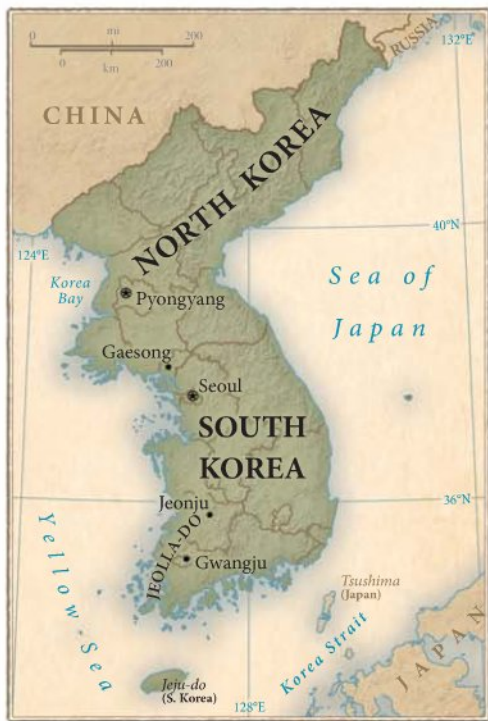 0 mi 200
0 km 200
RUSSIA
132°E
CHINA
NORTH KOREA
40°N
124°E
Korea
Bay
Sea of
Japan
Pyongyang
Gaesong
Seoul
SOUTH
KOREA
36°N
Jeonju
JEOLLA-DO
Gwangju
Yellow Sea
Tsushima
(Japan)
Korea Strait
JAPAN
Jeju-do
(S. Korea)
128°E